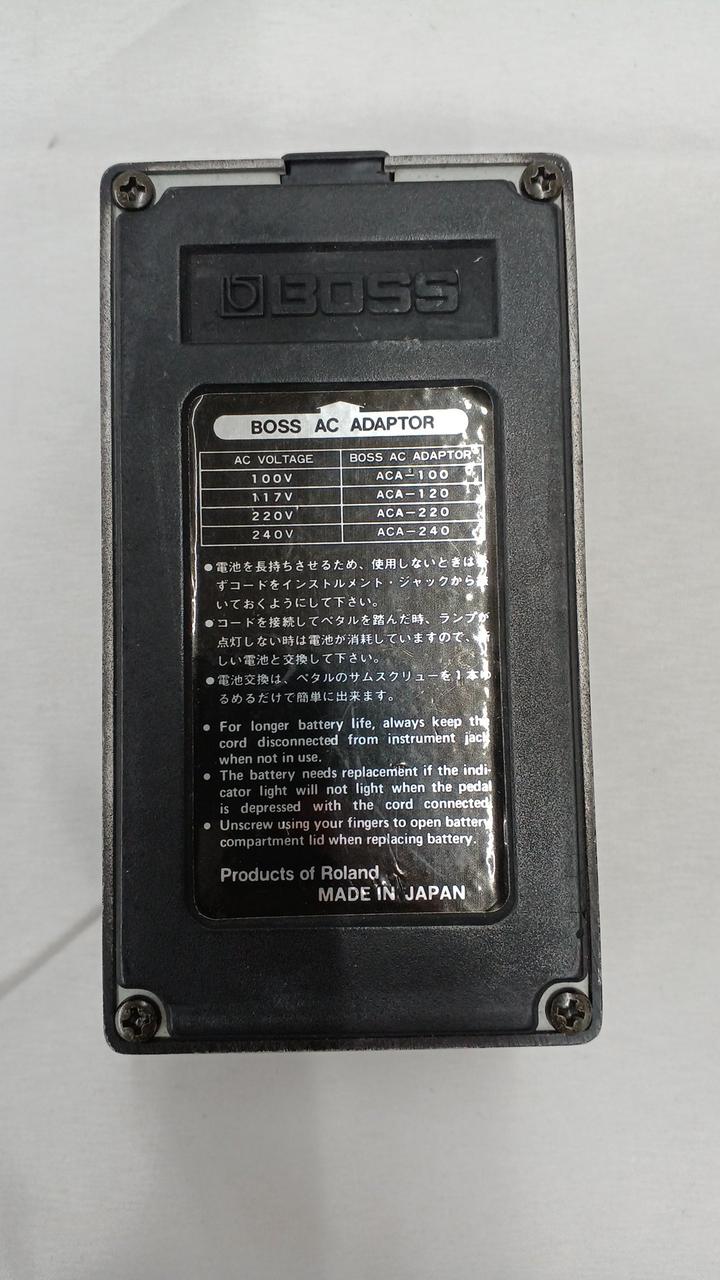 BOSS
BOSS AC ADAPTOR
AC VOLTAGE BOSS AC ADAPTOR
100V ACA-100
117V ACA-120
220V ACA-220
240V ACA-240
●電池を長持ちさせるため、使用しないときは
ずコードをインストルメント・ジャックから
いておくようにして下さい。
●コードを接続してペタルを踏んだ時、ランプが
点灯しない時は電池が消耗していますので、
しい電池と交換して下さい。
●電池交換は、ペタルのサムスクリューを1本ゆ
るめるだけで簡単に出来ます。
● For longer battery life, always keep the
cord disconnected from instrument jack
when not in use.
● The battery needs replacement if the indi-
cator light will not light when the pedal
is depressed with the cord connected.
● Unscrew using your fingers to open battery
compartment lid when replacing battery.
Products of Roland
MADE IN JAPAN